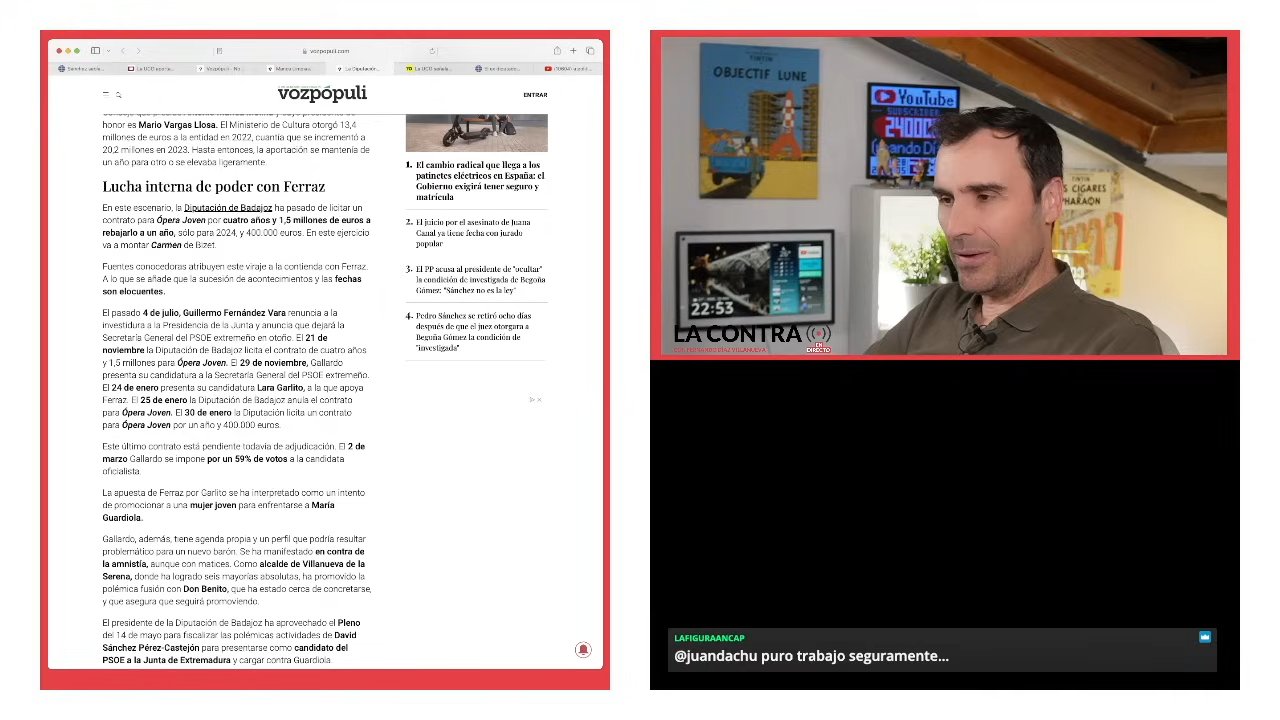 vozpopuli.com
Sánchez sabía...
La UCO aporta...
Vozpópuli - No...
Manos Limpias...
La Diputación...
La UCO señala...
vozpópuli
ENTRAR
honor es Mario Vargas Llosa. El Ministerio de Cultura otorgó 13,4
millones de euros a la entidad en 2022, cuantía que se incrementó a
20,2 millones en 2023. Hasta entonces, la aportación se mantenía de
un año para otro o se elevaba ligeramente.
Lucha interna de poder con Ferraz
En este escenario, la Diputación de Badajoz ha pasado de licitar un
contrato para Ópera Joven por cuatro años y 1,5 millones de euros a
rebajarlo a un año, sólo para 2024, y 400.000 euros. En este ejercicio
va a montar Carmen de Bizet.
Fuentes conocedoras atribuyen este viraje a la contienda con Ferraz.
A lo que se añade que la sucesión de acontecimientos y las fechas
son elocuentes.
El pasado 4 de julio, Guillermo Fernández Vara renuncia a la
investidura a la Presidencia de la Junta y anuncia que dejará la
Secretaría General del PSOE extremeño en otoño. El 21 de
noviembre la Diputación de Badajoz licita el contrato de cuatro años
y 1,5 millones para Ópera Joven. El 29 de noviembre, Gallardo
presenta su candidatura a la Secretaría General del PSOE extremeño.
El 24 de enero presenta su candidatura Lara Garlito, a la que apoya
Ferraz. El 25 de enero la Diputación de Badajoz anula el contrato
para Ópera Joven. El 30 de enero la Diputación licita un contrato
para Ópera Joven por un año y 400.000 euros.
Este último contrato está pendiente todavía de adjudicación. El 2 de
marzo Gallardo se impone por un 59% de votos a la candidata
oficialista.
La apuesta de Ferraz por Garlito se ha interpretado como un intento
de promocionar a una mujer joven para enfrentarse a María
Guardiola.
Gallardo, además, tiene agenda propia y un perfil que podría resultar
problemático para un nuevo barón. Se ha manifestado en contra de
la amnistía, aunque con matices. Como alcalde de Villanueva de la
Serena, donde ha logrado seis mayorías absolutas, ha promovido la
polémica fusión con Don Benito, que ha estado cerca de concretarse,
y que asegura que seguirá promoviendo.
El presidente de la Diputación de Badajoz ha aprovechado el Pleno
del 14 de mayo para fiscalizar las polémicas actividades de David
Sánchez Pérez-Castejón para presentarse como candidato del
PSOE a la Junta de Extremadura y cargar contra Guardiola.
1. El cambio radical que llega a los
patinetes eléctricos en España: el
Gobierno exigirá tener seguro y
matrícula
2. El juicio por el asesinato de Juana
Canal ya tiene fecha con jurado
popular
3. El PP acusa al presidente de "ocultar"
la condición de investigada de Begoña
Gómez: "Sánchez no es la ley"
4. Pedro Sánchez se retiró ocho días
después de que el juez otorgara a
Begoña Gómez la condición de
"investigada"
TINTIN
OBJECTIF LUNE
YouTube
22:53
LA CONTRA
CON FERNANDO DÍAZ VILLANUEVA
EN
DIRECTO
LAFIGURAANCAP
@juandachu puro trabajo seguramente...